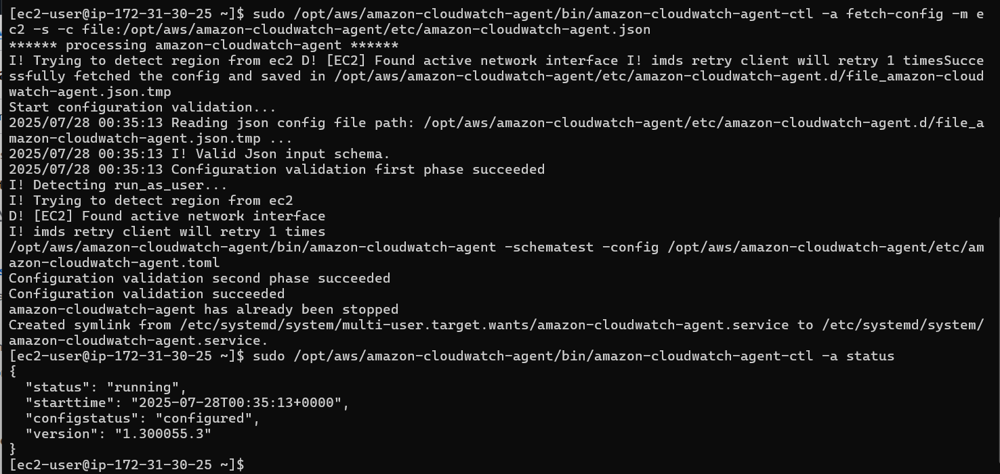 [ec2-user@ip-172-31-30-25 ~]$ sudo /opt/aws/amazon-cloudwatch-agent/bin/amazon-cloudwatch-agent-ctl -a fetch-config -m e
c2 -s -c file:/opt/aws/amazon-cloudwatch-agent/etc/amazon-cloudwatch-agent.json
****** processing amazon-cloudwatch-agent ******
I! Trying to detect region from ec2 D! [EC2] Found active network interface I! imds retry client will retry 1 timesSucce
ssfully fetched the config and saved in /opt/aws/amazon-cloudwatch-agent/etc/amazon-cloudwatch-agent.d/file_amazon-cloud
watch-agent.json.tmp
Start configuration validation...
2025/07/28 00:35:13 Reading json config file path: /opt/aws/amazon-cloudwatch-agent/etc/amazon-cloudwatch-agent.d/file_a
mazon-cloudwatch-agent.json.tmp ...
2025/07/28 00:35:13 I! Valid Json input schema.
2025/07/28 00:35:13 Configuration validation first phase succeeded
I! Detecting run_as_user...
I! Trying to detect region from ec2
D! [EC2] Found active network interface
I! imds retry client will retry 1 times
/opt/aws/amazon-cloudwatch-agent/bin/amazon-cloudwatch-agent -schematest -config /opt/aws/amazon-cloudwatch-agent/etc/am
azon-cloudwatch-agent.toml
Configuration validation second phase succeeded
Configuration validation succeeded
amazon-cloudwatch-agent has already been stopped
Created symlink from /etc/systemd/system/multi-user.target.wants/amazon-cloudwatch-agent.service to /etc/systemd/system/
amazon-cloudwatch-agent.service.
[ec2-user@ip-172-31-30-25 ~]$ sudo /opt/aws/amazon-cloudwatch-agent/bin/amazon-cloudwatch-agent-ctl -a status
{
  "status": "running",
  "starttime": "2025-07-28T00:35:13+0000",
  "configstatus": "configured",
  "version": "1.300055.3"
}
[ec2-user@ip-172-31-30-25 ~]$